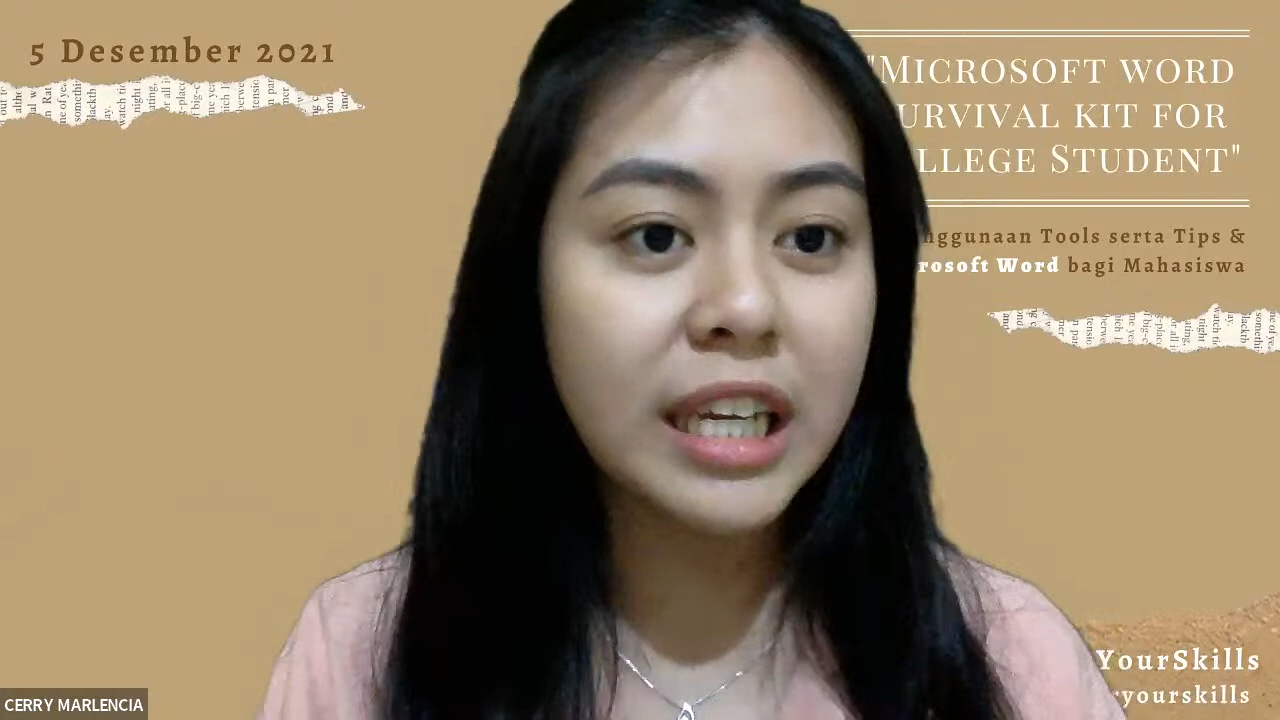 5 Desember 2021
"MICROSOFT WORD
URVIVAL KIT FOR
LLEGE STUDENT"
nggunaan Tools serta Tips &
rosoft Word bagi Mahasiswa
YourSkills
yourskills
CERRY MARLENCIA